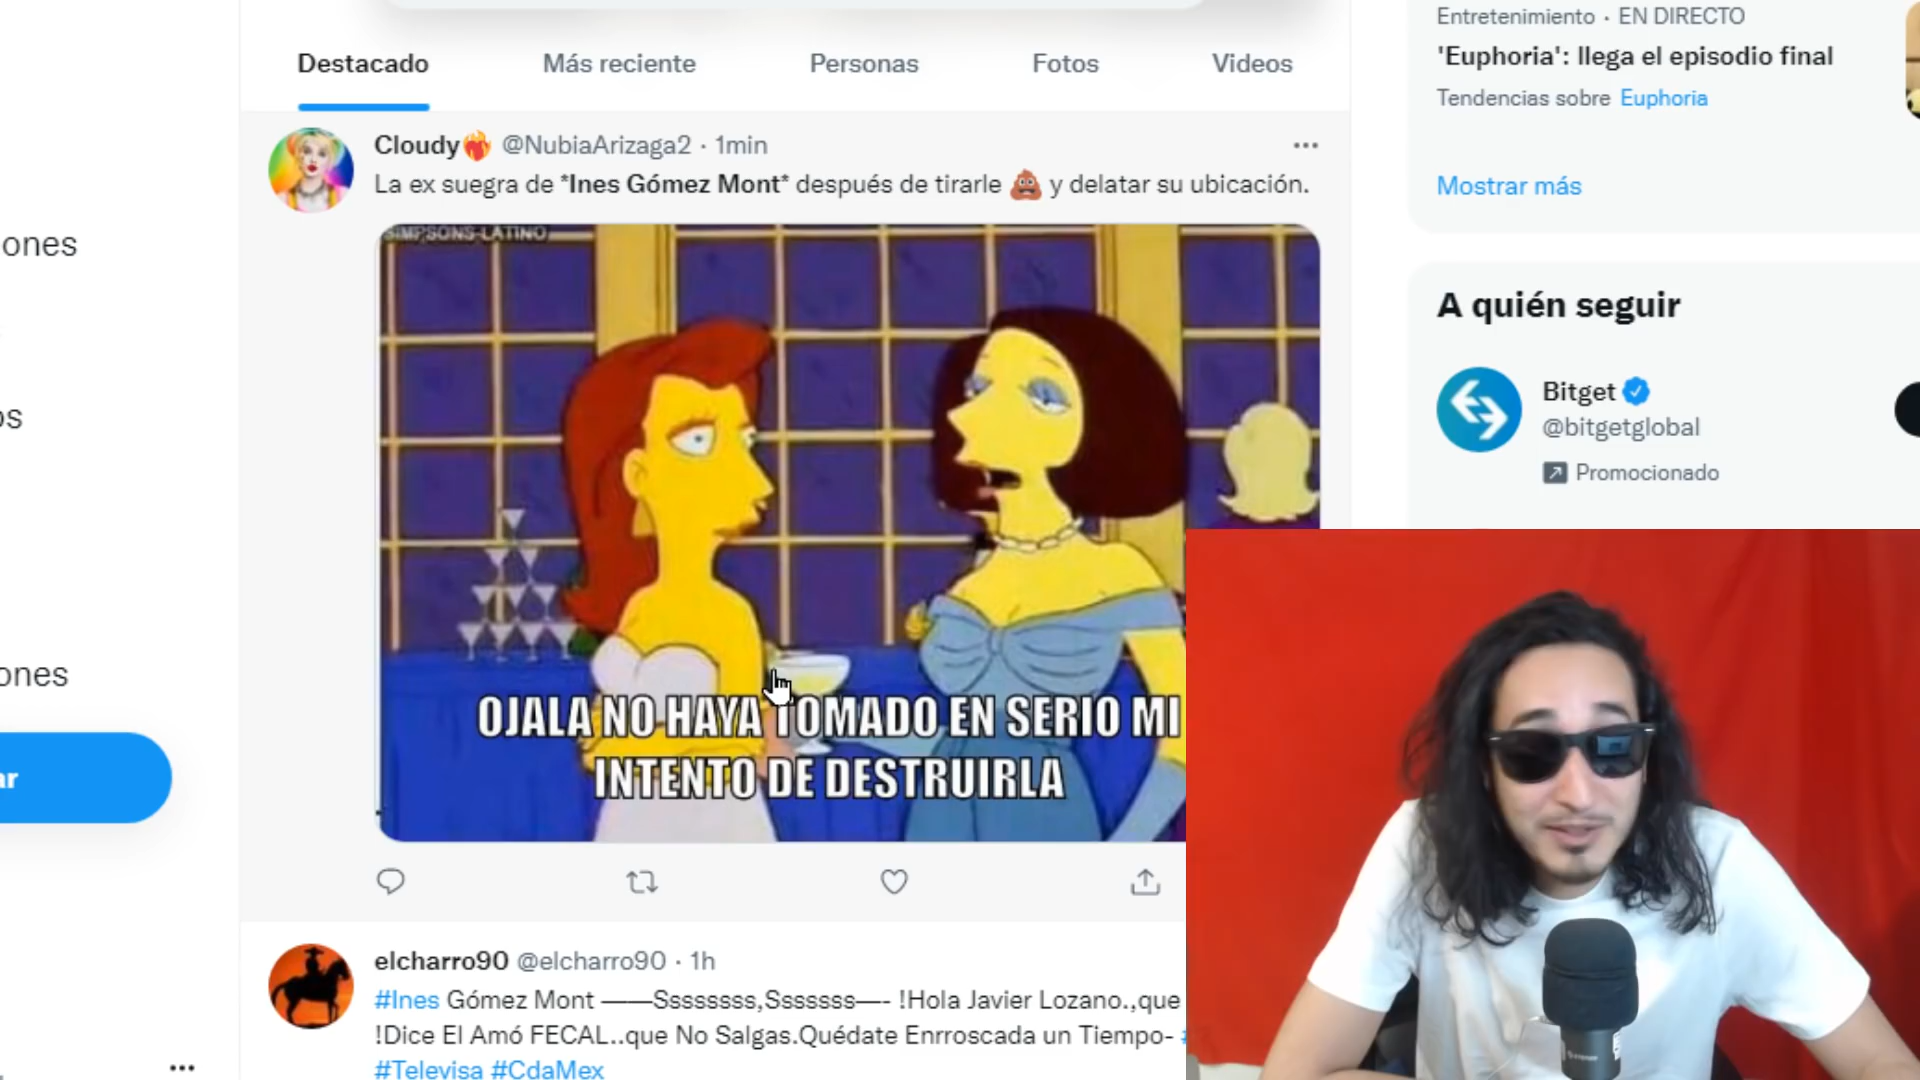 Destacado Más reciente Personas Fotos Videos
Cloudy❤️‍🔥 @NubiaArizaga2 · 1min
La ex suegra de *Ines Gómez Mont* después de tirarle 💩 y delatar su ubicación.
SIMPSONS LATINO
OJALA NO HAYA TOMADO EN SERIO MI
INTENTO DE DESTRUIRLA
elcharro90 @elcharro90 · 1h
#Ines Gómez Mont ——Ssssssss,Sssssss—- !Hola Javier Lozano.,que
!Dice El Amó FECAL..que No Salgas.Quédate Enrroscada un Tiempo- #
#Televisa #CdaMex
ones
os
ones
ar
Entretenimiento · EN DIRECTO
'Euphoria': llega el episodio final
Tendencias sobre Euphoria
Mostrar más
A quién seguir
Bitget
@bitgetglobal
Promocionado